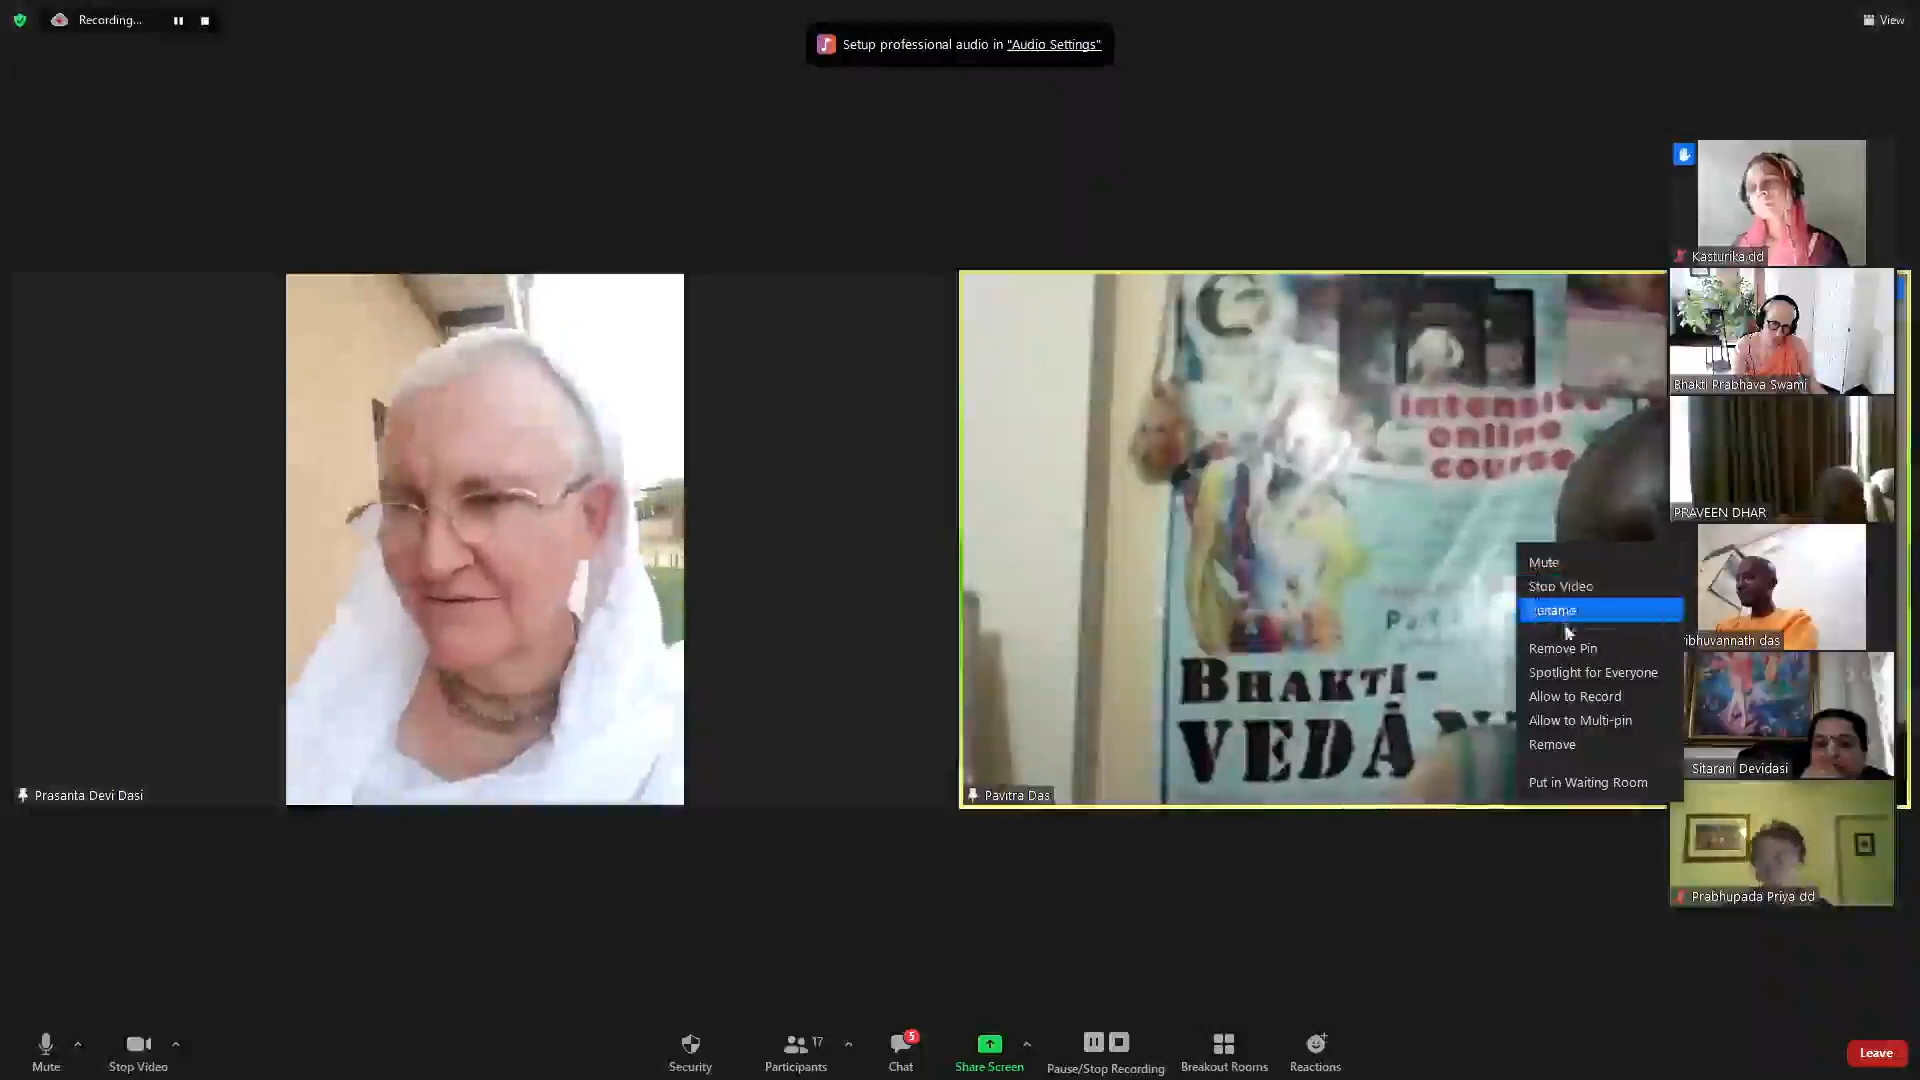 Recording...
View
Setup professional audio in "Audio Settings"
Kasturika dd
Bhakti Prabhava Swami
PRAVEEN DHAR
ribhuvannath das
Sitarani Devidasi
Prabhupada Priya dd
Prasanta Devi Dasi
Pavitra Das
Intensive
online
course
BHAKTI-
VEDĀN
Mute
Stop Video
Remove Pin
Spotlight for Everyone
Allow to Record
Allow to Multi-pin
Remove
Put in Waiting Room
Mute
Stop Video
Security
Participants
17
Chat
5
Share Screen
Pause/Stop Recording
Breakout Rooms
Reactions
Leave